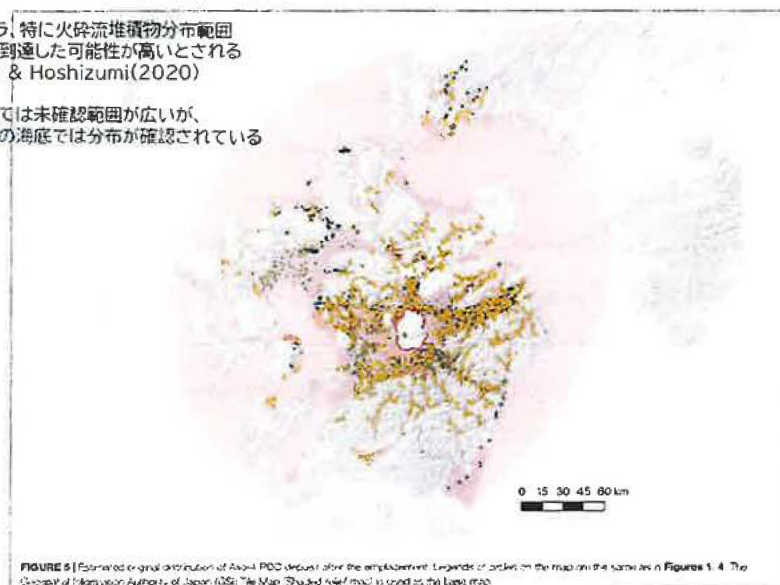 う、特に火砕流堆積物分布範囲
到達した可能性が高いとされる
& Hoshizumi(2020)
ては未確認範囲が広いが、
の海底では分布が確認されている
0 15 30 45 60 km
FIGURE 5 | Estimated original distribution of Aso-4 PDC deposit after the emplacement. Legends of circles on the map are the same as in Figures 1, 4. The
Geospatial Information Authority of Japan (GSI) Tile Map (Shaded relief map) is used as the base map.